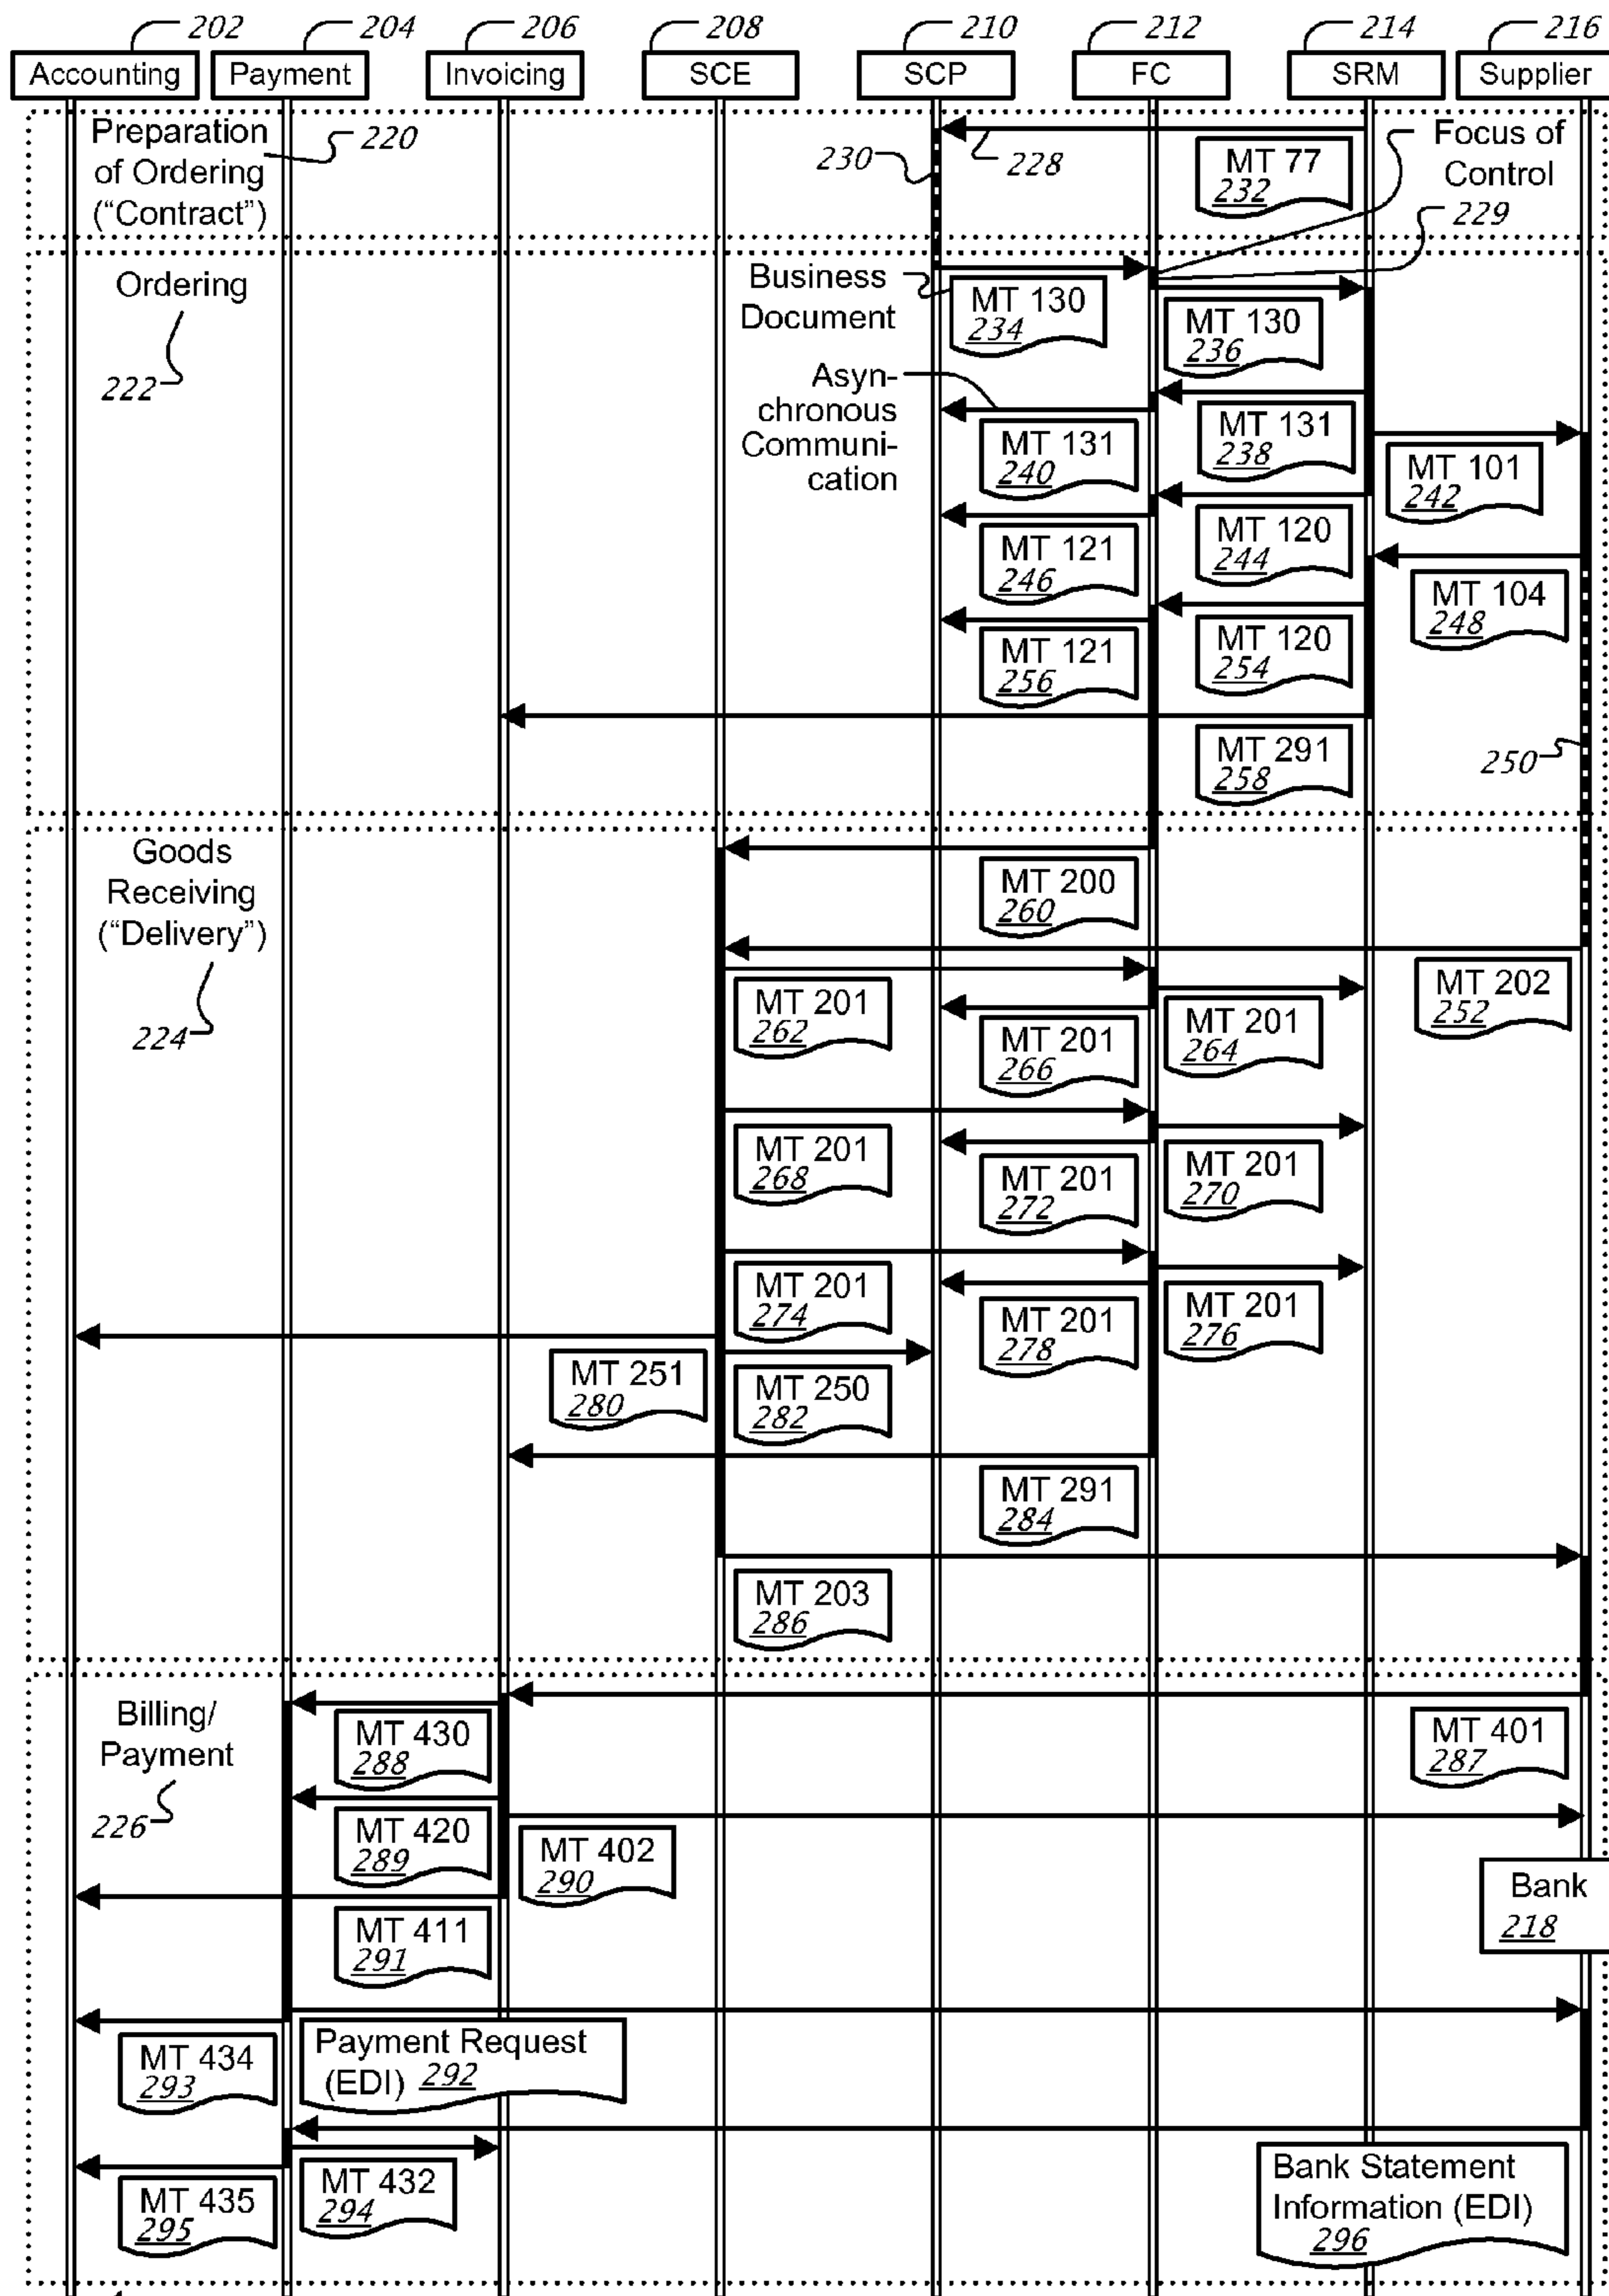 202 204 206 208 210 212 214 216
Accounting Payment Invoicing SCE SCP FC SRM Supplier
Preparation
of Ordering
("Contract")
220
230
228
MT 77
232
Focus of
Control
229
Ordering
222
Business
Document
MT 130
234
MT 130
236
Asyn-
chronous
Communi-
cation
MT 131
240
MT 131
238
MT 101
242
MT 121
246
MT 120
244
MT 104
248
MT 121
256
MT 120
254
MT 291
258
250
Goods
Receiving
("Delivery")
224
MT 200
260
MT 201
262
MT 201
266
MT 201
264
MT 202
252
MT 201
268
MT 201
272
MT 201
270
MT 201
274
MT 201
278
MT 201
276
MT 251
280
MT 250
282
MT 291
284
MT 203
286
Billing/
Payment
226
MT 430
288
MT 401
287
MT 420
289
MT 402
290
Bank
218
MT 411
291
MT 434
293
Payment Request
(EDI) 292
MT 435
295
MT 432
294
Bank Statement
Information (EDI)
296